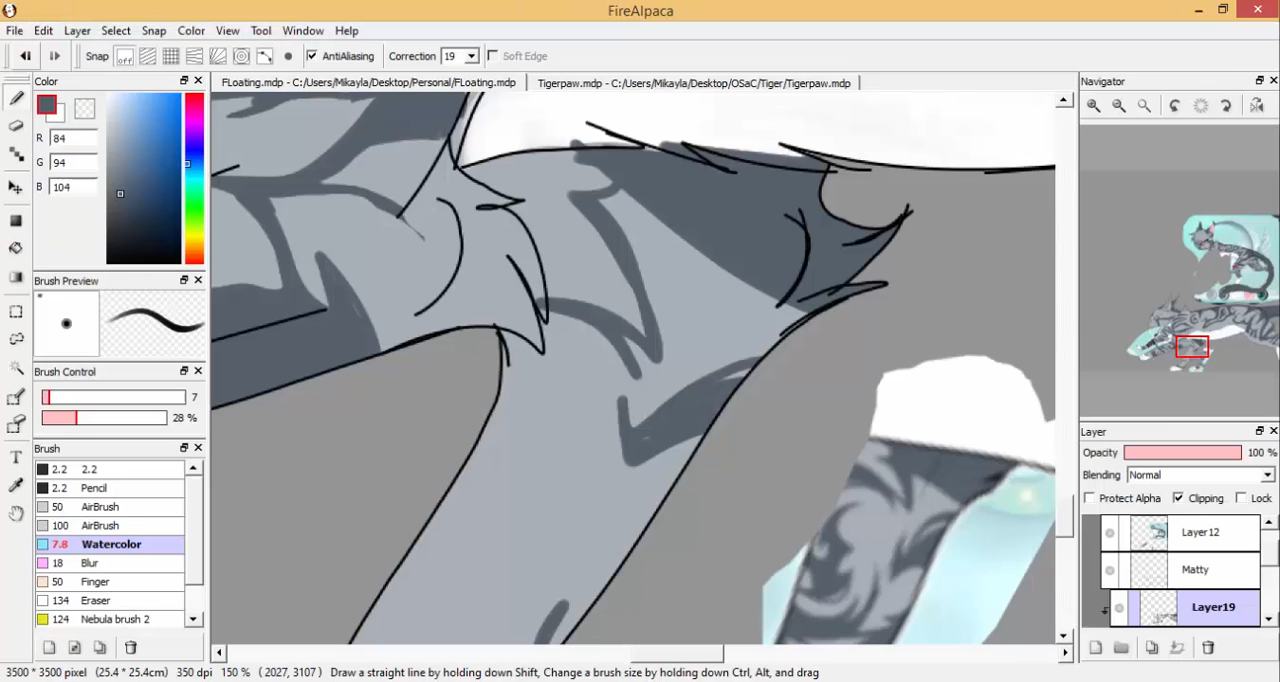 FireAlpaca
File Edit Layer Select Snap Color View Tool Window Help
Snap off AntiAliasing Correction 19 Soft Edge
Color
FLoating.mdp - C:/Users/Mikayla/Desktop/Personal/FLoating.mdp
Tigerpaw.mdp - C:/Users/Mikayla/Desktop/OSaC/Tiger/Tigerpaw.mdp
Navigator
R 84
G 94
B 104
Brush Preview
Brush Control
7
28 %
Brush
2.2 2.2
2.2 Pencil
50 AirBrush
100 AirBrush
7.8 Watercolor
18 Blur
50 Finger
134 Eraser
124 Nebula brush 2
Layer
Opacity 100 %
Blending Normal
Protect Alpha Clipping Lock
Layer12
Matty
Layer19
3500 * 3500 pixel (25.4 * 25.4cm) 350 dpi 150 % ( 2027, 3107 ) Draw a straight line by holding down Shift, Change a brush size by holding down Ctrl, Alt, and drag